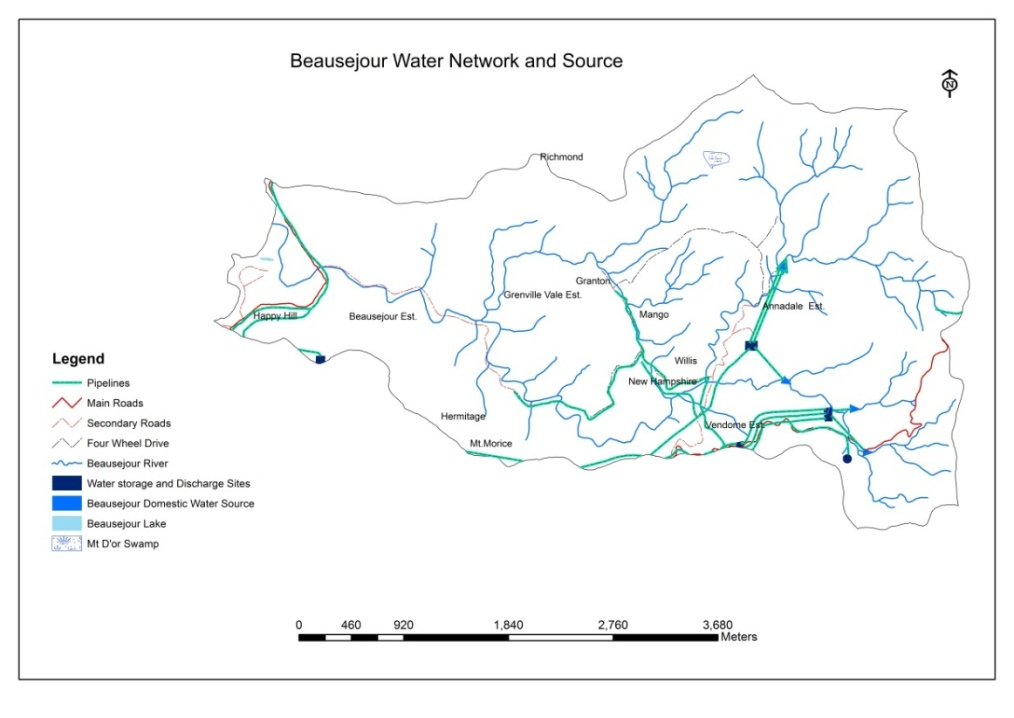 Beausejour Water Network and Source
N
Richmond
Granton
Grenville Vale Est.
Annadale Est.
Mango
Happy Hill
Beausejour Est.
Willis
New Hampshire
Hermitage
Vendome Est.
Mt.Morice
Legend
Pipelines
Main Roads
Secondary Roads
Four Wheel Drive
Beausejour River
Water storage and Discharge Sites
Beausejour Domestic Water Source
Beausejour Lake
Mt D'or Swamp
0 460 920 1,840 2,760 3,680
Meters